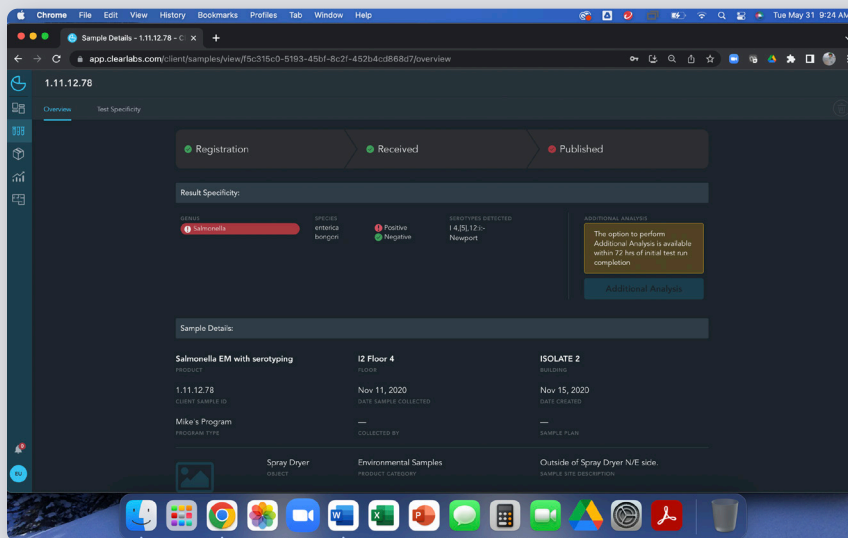 Chrome File Edit View History Bookmarks Profiles Tab Window Help Tue May 31 9:24 AM
Sample Details - 1.11.12.78 - C
app.clearlabs.com/client/samples/view/f5c315c0-5193-45bf-8c2f-452b4cd868d7/overview
1.11.12.78
Overview Test Specificity
Registration Received Published
Result Specificity:
GENUS SPECIES SEROTYPES DETECTED ADDITIONAL ANALYSIS
Salmonella enterica Positive I 4,[5],12:i:-
bongori Negative Newport
The option to perform
Additional Analysis is available
within 72 hrs of initial test run
completion
Additional Analysis
Sample Details:
Salmonella EM with serotyping I2 Floor 4 ISOLATE 2
PRODUCT FLOOR BUILDING
1.11.12.78 Nov 11, 2020 Nov 15, 2020
CLIENT SAMPLE ID DATE SAMPLE COLLECTED DATE CREATED
Mike's Program — —
PROGRAM TYPE COLLECTED BY SAMPLE PLAN
Spray Dryer Environmental Samples Outside of Spray Dryer N/E side.
OBJECT PRODUCT CATEGORY SAMPLE SITE DESCRIPTION
EU